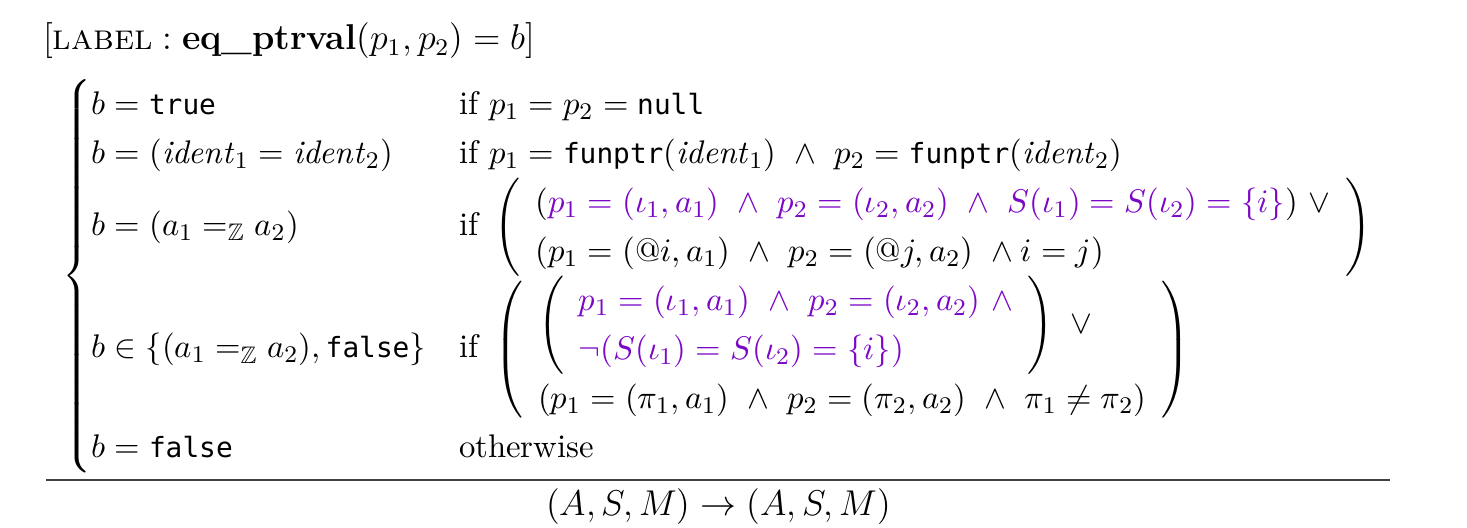 [LABEL : eq_ptrval(p₁, p₂) = b]
b = true if p₁ = p₂ = null
b = (ident₁ = ident₂) if p₁ = funptr(ident₁) ∧ p₂ = funptr(ident₂)
b = (a₁ =ℤ a₂) if ( (p₁ = (ι₁, a₁) ∧ p₂ = (ι₂, a₂) ∧ S(ι₁) = S(ι₂) = {i}) ∨
(p₁ = (@i, a₁) ∧ p₂ = (@j, a₂) ∧ i = j) )
b ∈ {(a₁ =ℤ a₂), false} if ( ( p₁ = (ι₁, a₁) ∧ p₂ = (ι₂, a₂) ∧
¬(S(ι₁) = S(ι₂) = {i}) ) ∨
(p₁ = (π₁, a₁) ∧ p₂ = (π₂, a₂) ∧ π₁ ≠ π₂) )
b = false otherwise
(A, S, M) → (A, S, M)